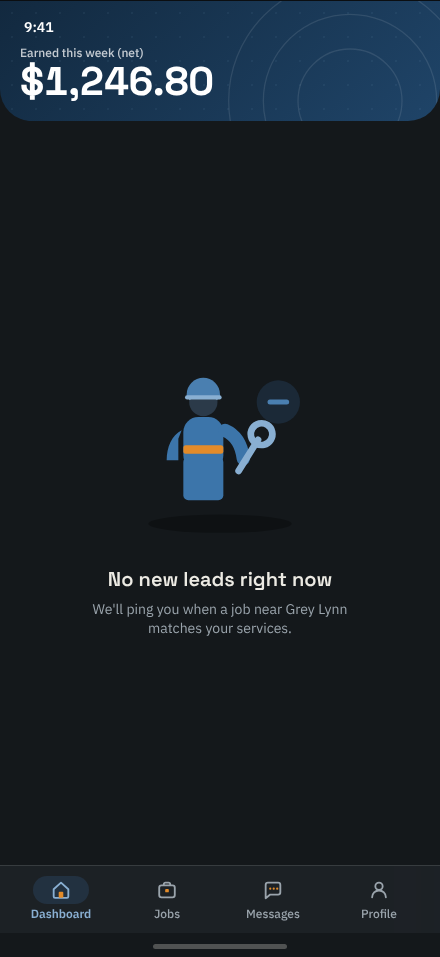 9:41
Earned this week (net)
$1,246.80
No new leads right now
We'll ping you when a job near Grey Lynn
matches your services.
Dashboard
Jobs
Messages
Profile